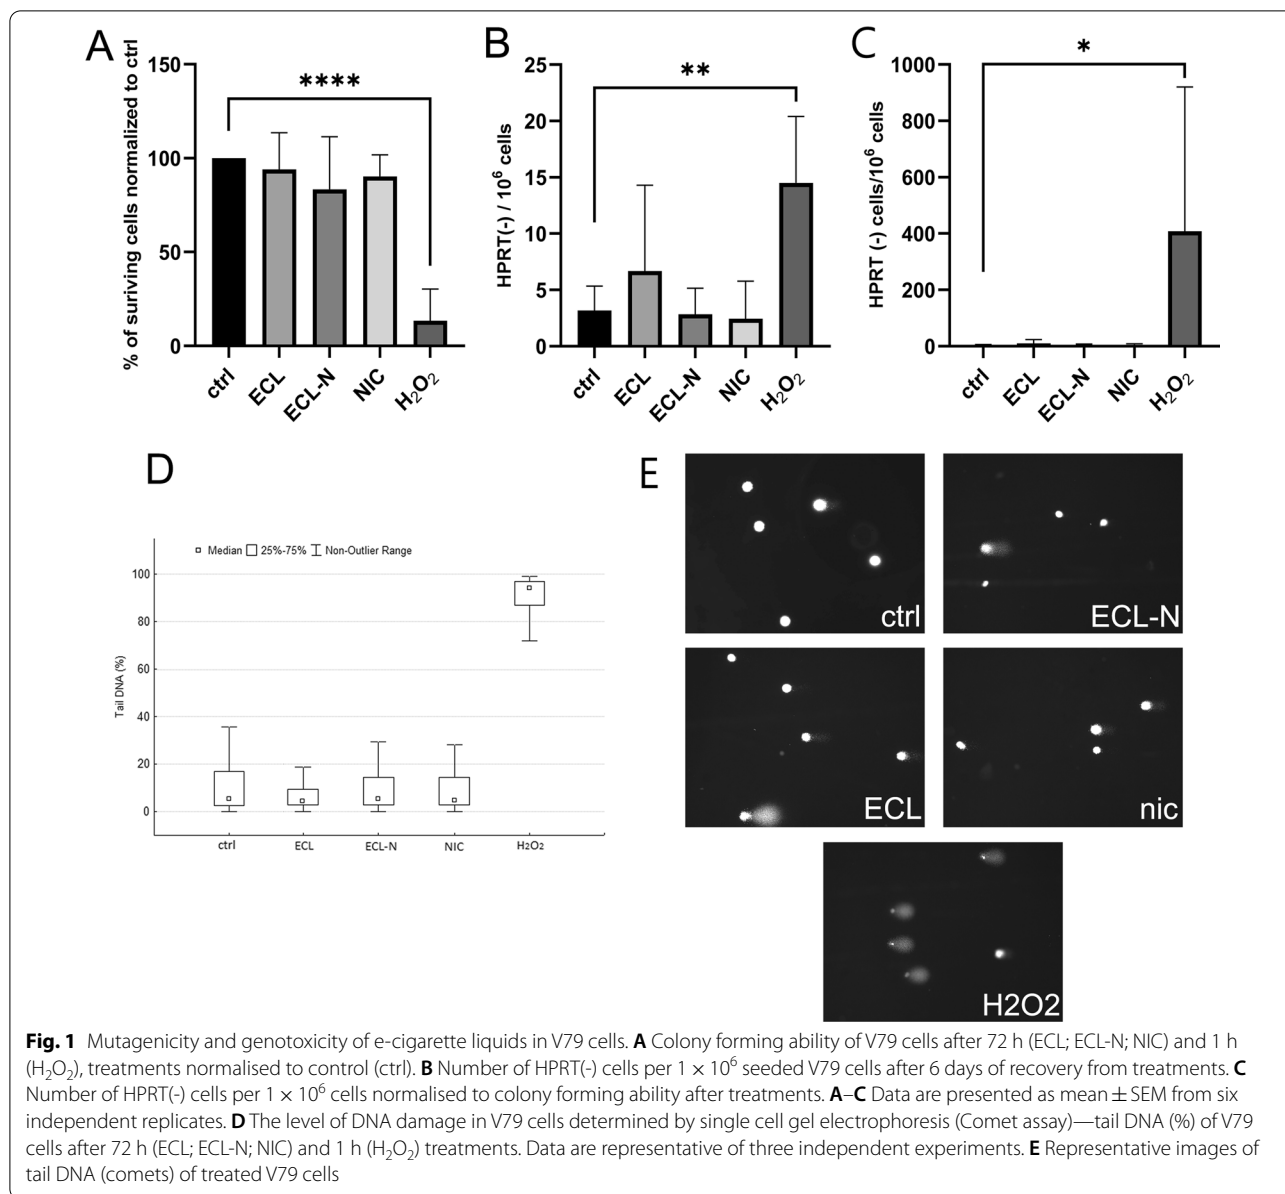 A
% of suriving cells normalized to ctrl
150
100
50
0
****
ctrl
ECL
ECL-N
NIC
H₂O₂
B
HPRT(-) / 10⁶ cells
25
20
15
10
5
0
**
ctrl
ECL
ECL-N
NIC
H₂O₂
C
HPRT (-) cells/10⁶ cells
1000
800
600
400
200
0
*
ctrl
ECL
ECL-N
NIC
H₂O₂
D
Median 25%-75% Non-Outlier Range
Tail DNA (%)
100
80
60
40
20
0
ctrl
ECL
ECL-N
NIC
H2O2
E
ctrl
ECL-N
ECL
nic
H2O2
Fig. 1 Mutagenicity and genotoxicity of e-cigarette liquids in V79 cells. A Colony forming ability of V79 cells after 72 h (ECL; ECL-N; NIC) and 1 h
(H₂O₂), treatments normalised to control (ctrl). B Number of HPRT(-) cells per 1 × 10⁶ seeded V79 cells after 6 days of recovery from treatments. C
Number of HPRT(-) cells per 1 × 10⁶ cells normalised to colony forming ability after treatments. A–C Data are presented as mean ± SEM from six
independent replicates. D The level of DNA damage in V79 cells determined by single cell gel electrophoresis (Comet assay)—tail DNA (%) of V79
cells after 72 h (ECL; ECL-N; NIC) and 1 h (H₂O₂) treatments. Data are representative of three independent experiments. E Representative images of
tail DNA (comets) of treated V79 cells